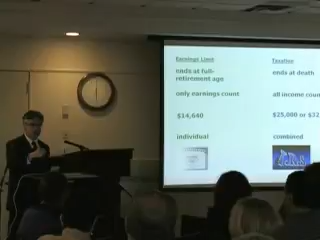 Earnings Limit
Taxation
ends at full-
retirement age
ends at death
only earnings count
all income coun
$14,640
$25,000 or $32
individual
combined